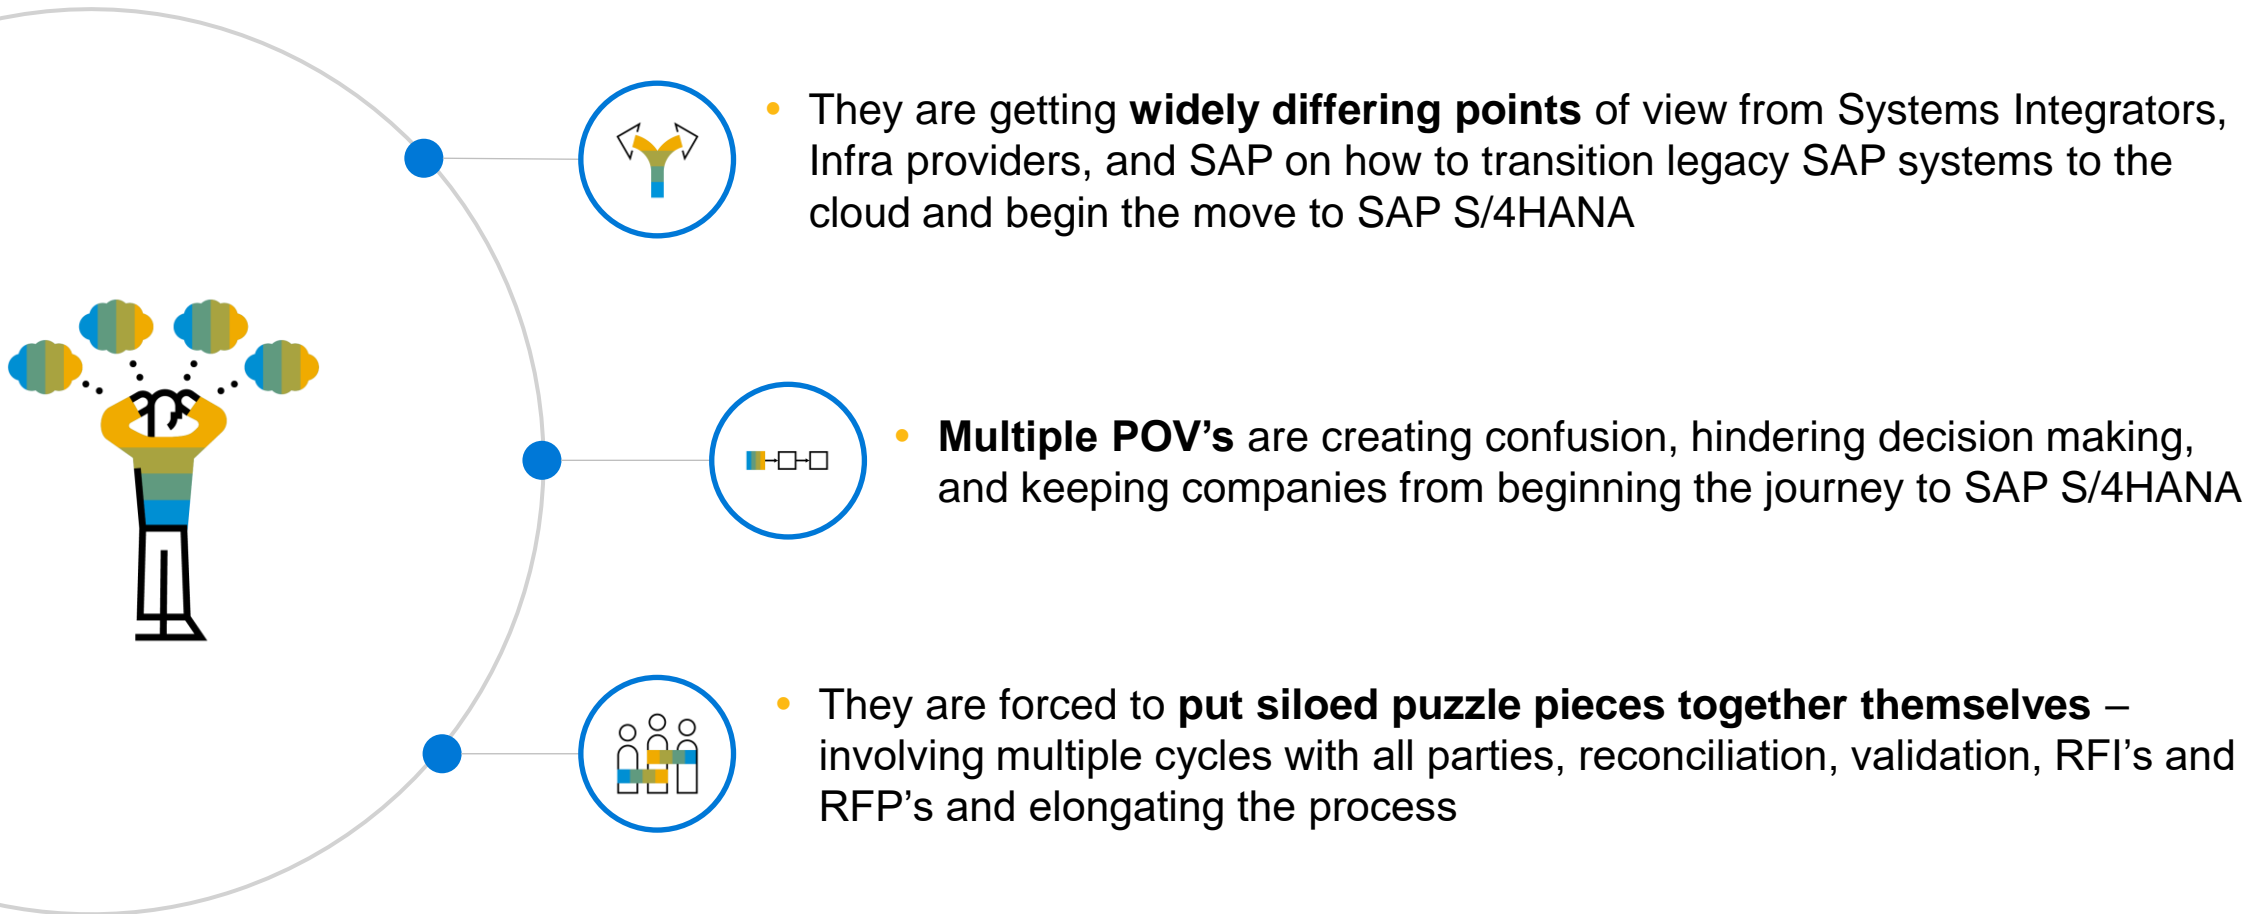 • They are getting widely differing points of view from Systems Integrators,
Infra providers, and SAP on how to transition legacy SAP systems to the
cloud and begin the move to SAP S/4HANA
• Multiple POV’s are creating confusion, hindering decision making,
and keeping companies from beginning the journey to SAP S/4HANA
• They are forced to put siloed puzzle pieces together themselves –
involving multiple cycles with all parties, reconciliation, validation, RFI’s and
RFP’s and elongating the process